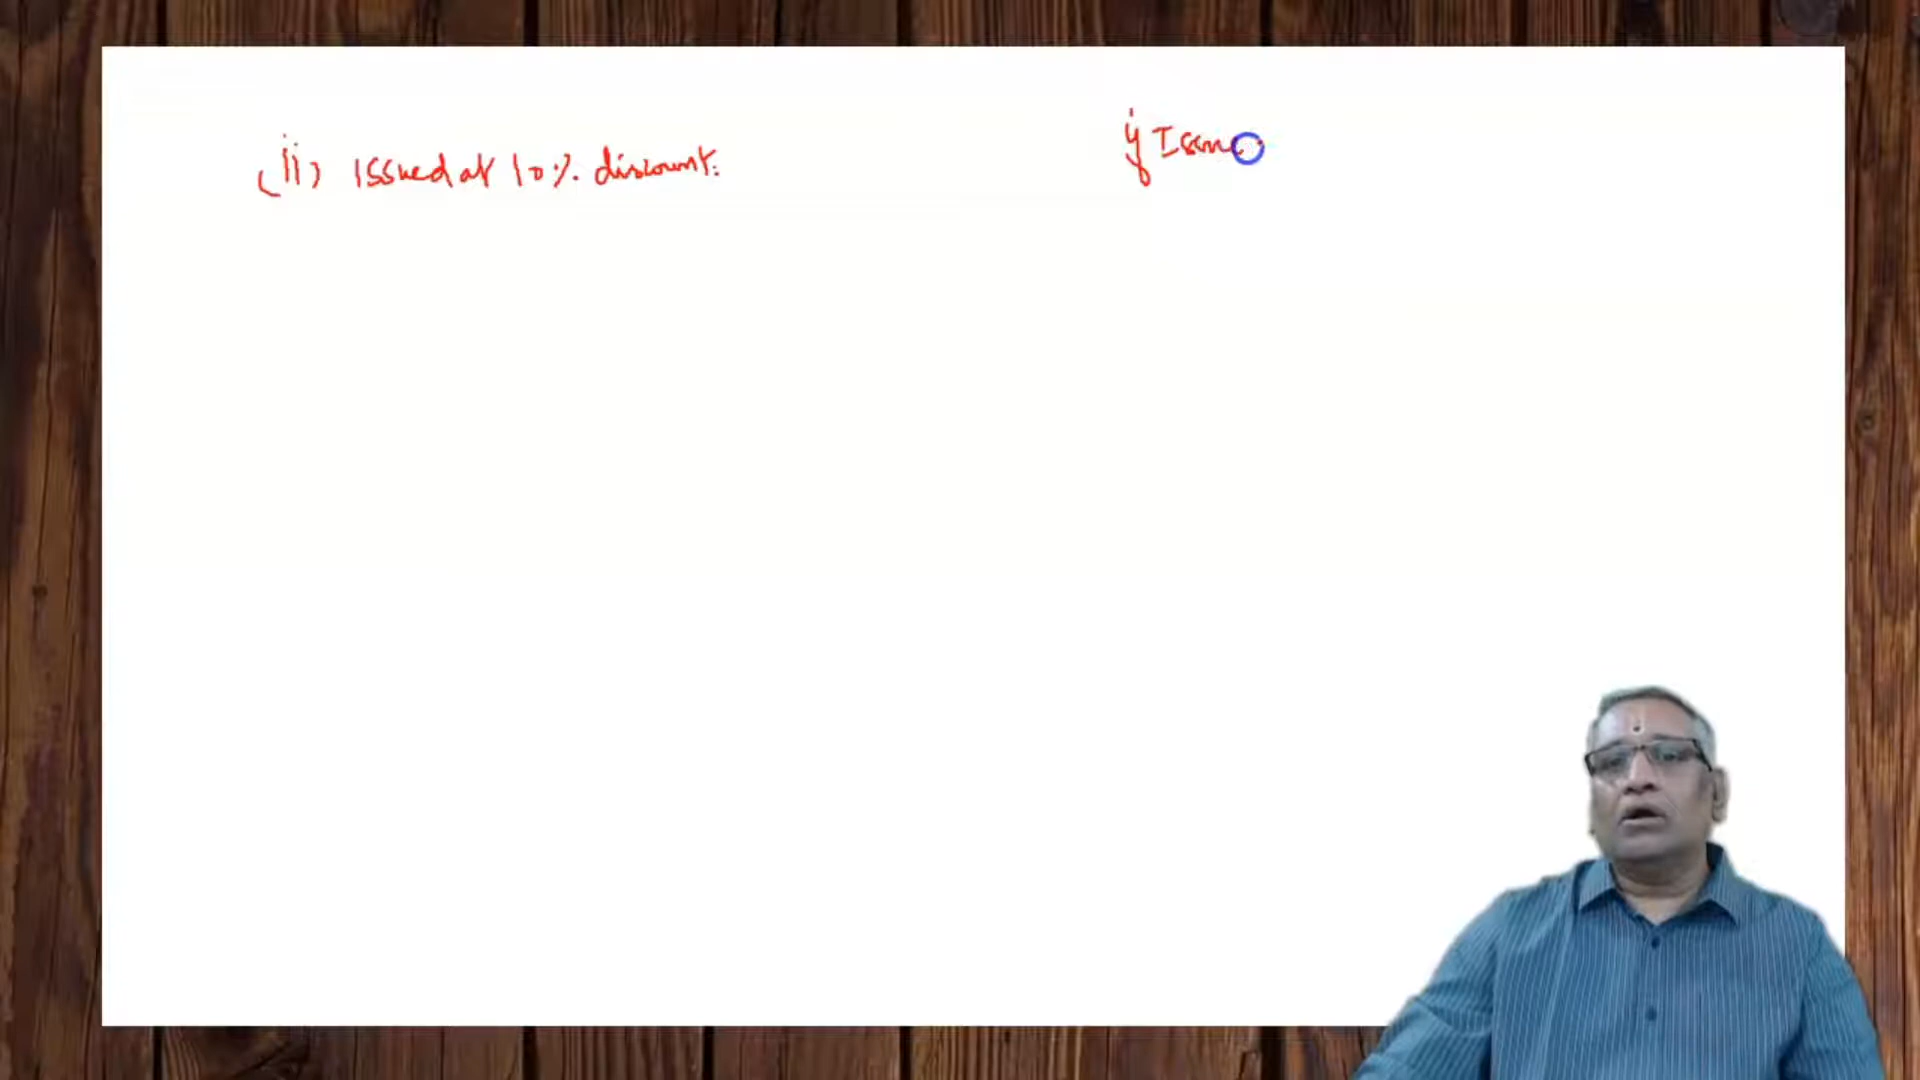 (ii) Issued at 10% discount.
if Issue